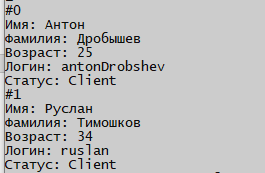 #0
Имя: Антон
Фамилия: Дробышев
Возраст: 25
Логин: antonDrobshev
Статус: Client
#1
Имя: Руслан
Фамилия: Тимошков
Возраст: 34
Логин: ruslan
Статус: Client